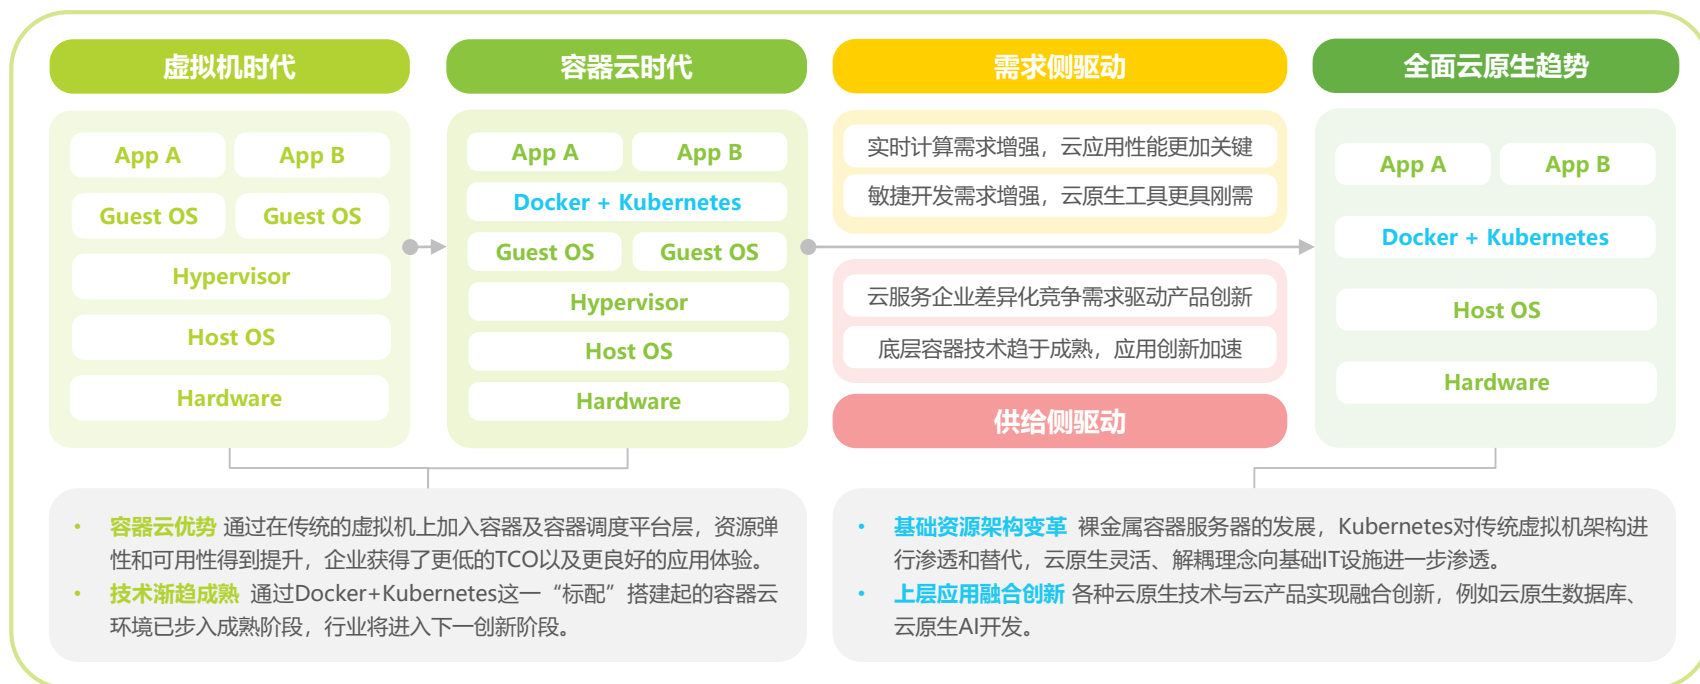 虚拟机时代
App A
App B
Guest OS
Guest OS
Hypervisor
Host OS
Hardware
容器云时代
App A
App B
Docker + Kubernetes
Guest OS
Guest OS
Hypervisor
Host OS
Hardware
需求侧驱动
实时计算需求增强，云应用性能更加关键
敏捷开发需求增强，云原生工具更具刚需
云服务企业差异化竞争需求驱动产品创新
底层容器技术趋于成熟，应用创新加速
供给侧驱动
全面云原生趋势
App A
App B
Docker + Kubernetes
Host OS
Hardware
• 容器云优势 通过在传统的虚拟机上加入容器及容器调度平台层，资源弹
性和可用性得到提升，企业获得了更低的TCO以及更良好的应用体验。
• 技术渐趋成熟 通过Docker+Kubernetes这一“标配”搭建起的容器云
环境已步入成熟阶段，行业将进入下一创新阶段。
• 基础资源架构变革 裸金属容器服务器的发展，Kubernetes对传统虚拟机架构进
行渗透和替代，云原生灵活、解耦理念向基础IT设施进一步渗透。
• 上层应用融合创新 各种云原生技术与云产品实现融合创新，例如云原生数据库、
云原生AI开发。